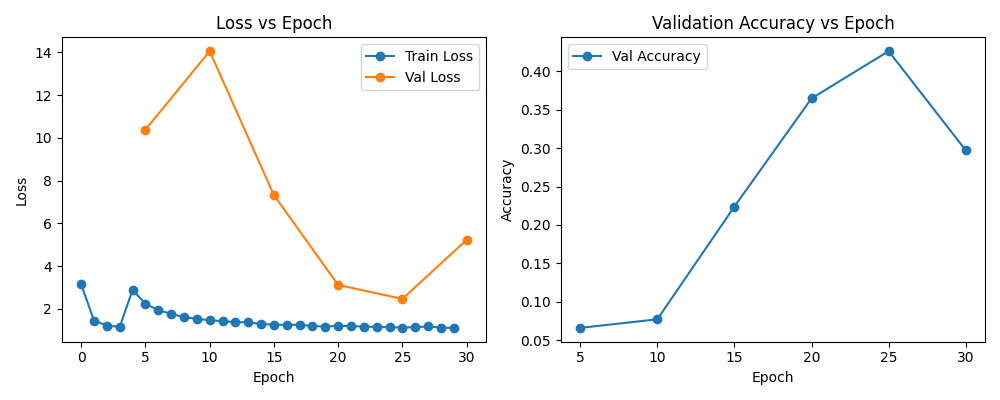 Loss vs Epoch
Train Loss
Val Loss
14
12
10
8
6
4
2
Loss
0 5 10 15 20 25 30
Epoch
Validation Accuracy vs Epoch
Val Accuracy
0.40
0.35
0.30
0.25
0.20
0.15
0.10
0.05
Accuracy
5 10 15 20 25 30
Epoch